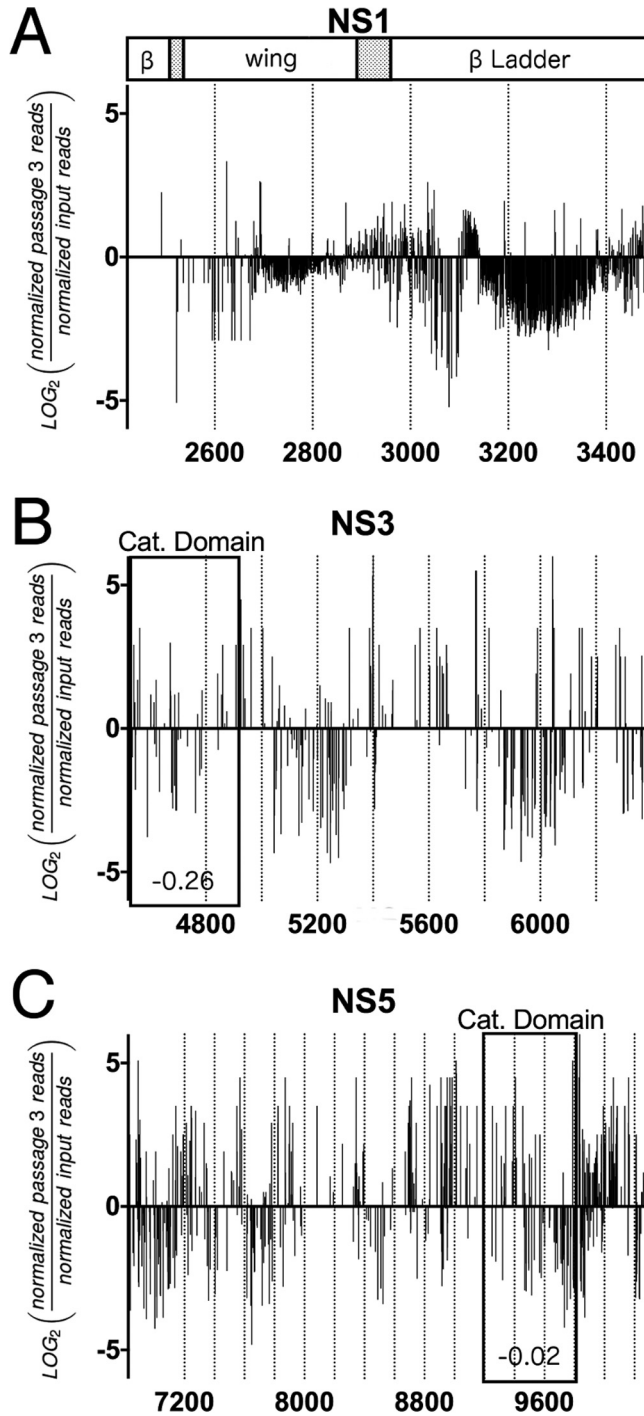 A
NS1
β
wing
β Ladder
LOG₂ (normalized passage 3 reads / normalized input reads)
5
0
-5
2600 2800 3000 3200 3400
B
NS3
Cat. Domain
LOG₂ (normalized passage 3 reads / normalized input reads)
5
0
-5
-0.26
4800 5200 5600 6000
C
NS5
Cat. Domain
LOG₂ (normalized passage 3 reads / normalized input reads)
5
0
-5
-0.02
7200 8000 8800 9600